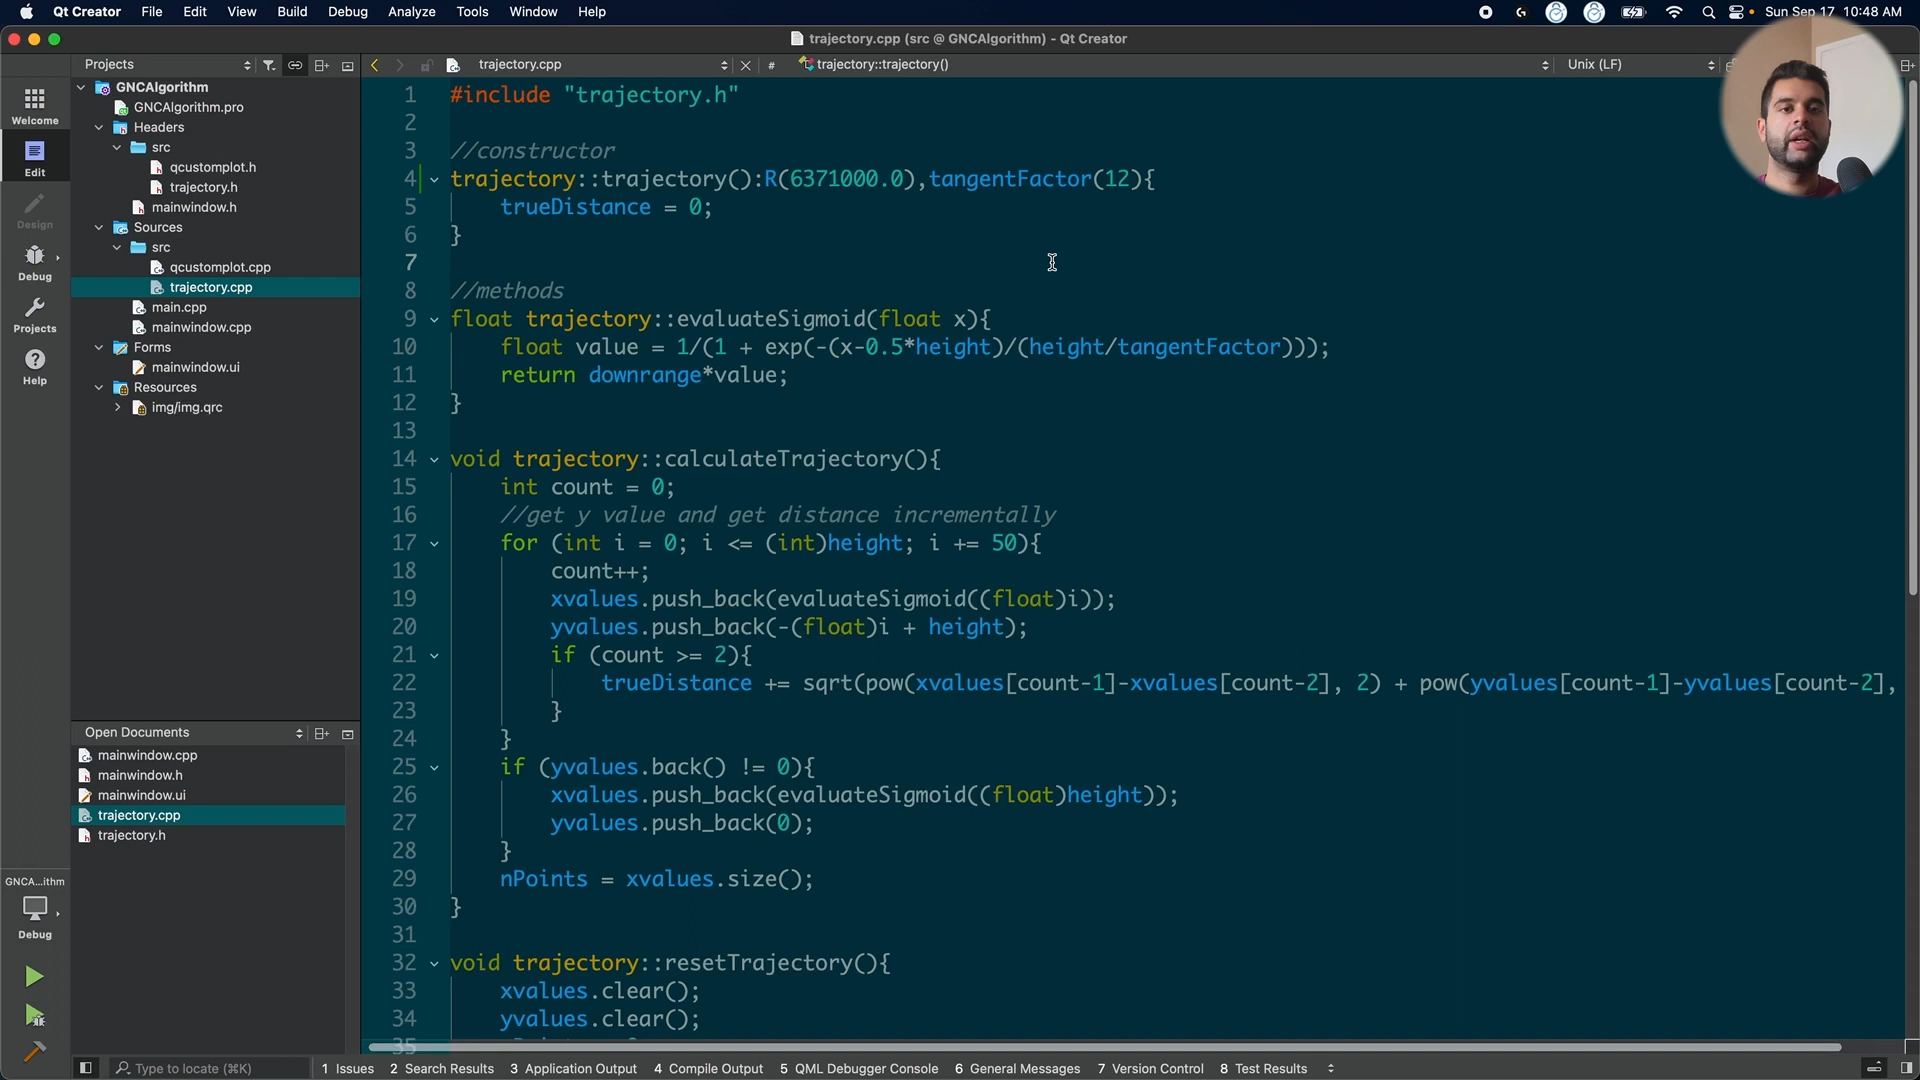 Qt Creator File Edit View Build Debug Analyze Tools Window Help
Sun Sep 17 10:48 AM
trajectory.cpp (src @ GNCAlgorithm) - Qt Creator
Projects
trajectory.cpp
#
trajectory::trajectory()
Unix (LF)
Welcome
Edit
Design
Debug
Projects
Help
GNCAlgorithm
GNCAlgorithm.pro
Headers
src
qcustomplot.h
trajectory.h
mainwindow.h
Sources
src
qcustomplot.cpp
trajectory.cpp
main.cpp
mainwindow.cpp
Forms
mainwindow.ui
Resources
img/img.qrc
Open Documents
mainwindow.cpp
mainwindow.h
mainwindow.ui
trajectory.cpp
trajectory.h
GNCA...ithm
Debug
1 #include "trajectory.h"
2
3 //constructor
4 trajectory::trajectory():R(6371000.0),tangentFactor(12){
5 trueDistance = 0;
6 }
7
8 //methods
9 float trajectory::evaluateSigmoid(float x){
10 float value = 1/(1 + exp(-(x-0.5*height)/(height/tangentFactor)));
11 return downrange*value;
12 }
13
14 void trajectory::calculateTrajectory(){
15 int count = 0;
16 //get y value and get distance incrementally
17 for (int i = 0; i <= (int)height; i += 50){
18 count++;
19 xvalues.push_back(evaluateSigmoid((float)i));
20 yvalues.push_back(-(float)i + height);
21 if (count >= 2){
22 trueDistance += sqrt(pow(xvalues[count-1]-xvalues[count-2], 2) + pow(yvalues[count-1]-yvalues[count-2],
23 }
24 }
25 if (yvalues.back() != 0){
26 xvalues.push_back(evaluateSigmoid((float)height));
27 yvalues.push_back(0);
28 }
29 nPoints = xvalues.size();
30 }
31
32 void trajectory::resetTrajectory(){
33 xvalues.clear();
34 yvalues.clear();
35
Type to locate (⌘K)
1 Issues 2 Search Results 3 Application Output 4 Compile Output 5 QML Debugger Console 6 General Messages 7 Version Control 8 Test Results